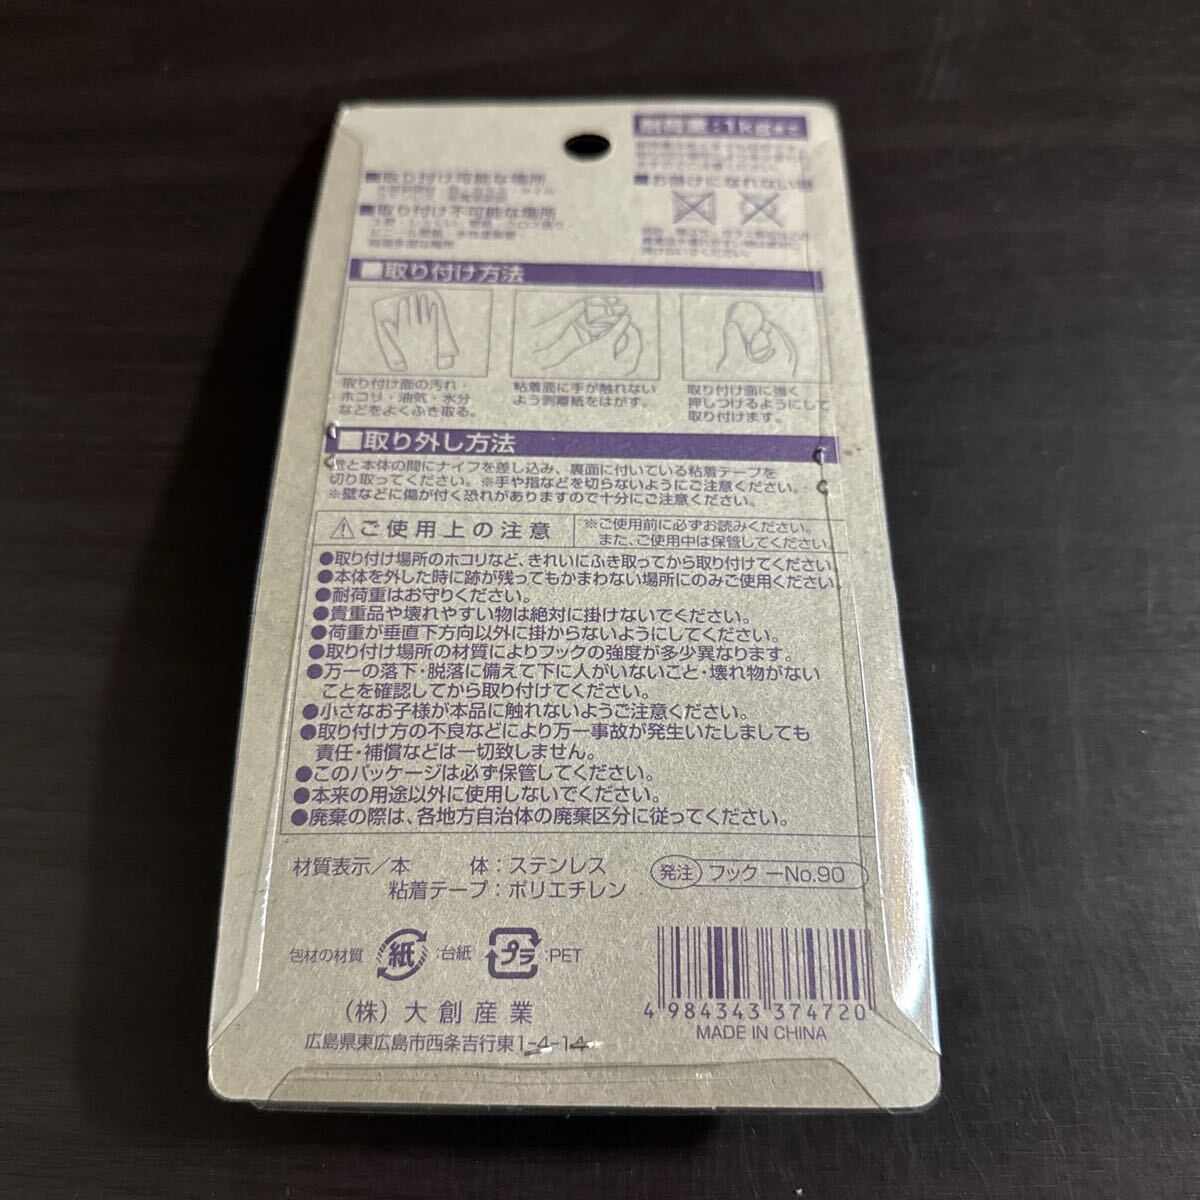 耐荷重:1kgまで
■取り付け可能な場所
■取り付け不可能な場所
■お掛けになれない物
■取り付け方法
取り付け面の汚れ・
ホコリ・油気・水分
などをよくふき取る。
粘着面に手が触れない
よう剥離紙をはがす。
取り付け面に強く
押しつけるようにして
取り付けます。
■取り外し方法
壁と本体の間にナイフを差し込み、裏面に付いている粘着テープを
切り取ってください。※手や指などを切らないようにご注意ください。
※壁などに傷が付く恐れがありますので十分にご注意ください。
⚠ご使用上の注意
※ご使用前に必ずお読みください。
また、ご使用中は保管してください。
●取り付け場所のホコリなど、きれいにふき取ってから取り付けてください。
●本体を外した時に跡が残ってもかまわない場所にのみご使用ください。
●耐荷重はお守りください。
●貴重品や壊れやすい物は絶対に掛けないでください。
●荷重が垂直下方向以外に掛からないようにしてください。
●取り付け場所の材質によりフックの強度が多少異なります。
●万一の落下・脱落に備えて下に人がいないこと・壊れ物がない
ことを確認してから取り付けてください。
●小さなお子様が本品に触れないようご注意ください。
●取り付け方の不良などにより万一事故が発生いたしましても
責任・補償などは一切致しません。
●このパッケージは必ず保管してください。
●本来の用途以外に使用しないでください。
●廃棄の際は、各地方自治体の廃棄区分に従ってください。
材質表示/本 体:ステンレス
粘着テープ:ポリエチレン
発注 フック ーNo.90
包材の材質 紙:台紙 プラ:PET
(株)大創産業
広島県東広島市西条吉行東1-4-14
4 984343 374720
MADE IN CHINA